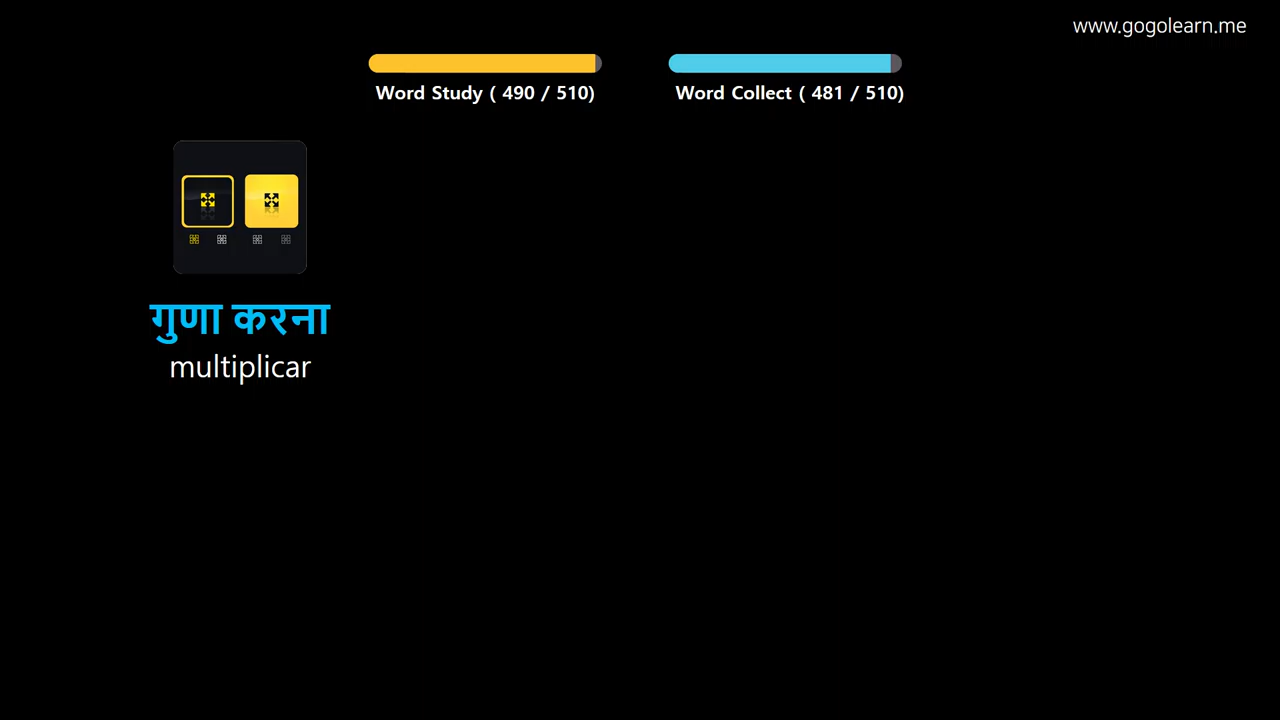 www.gogolearn.me
Word Study ( 490 / 510)
Word Collect ( 481 / 510)
गुणा करना
multiplicar